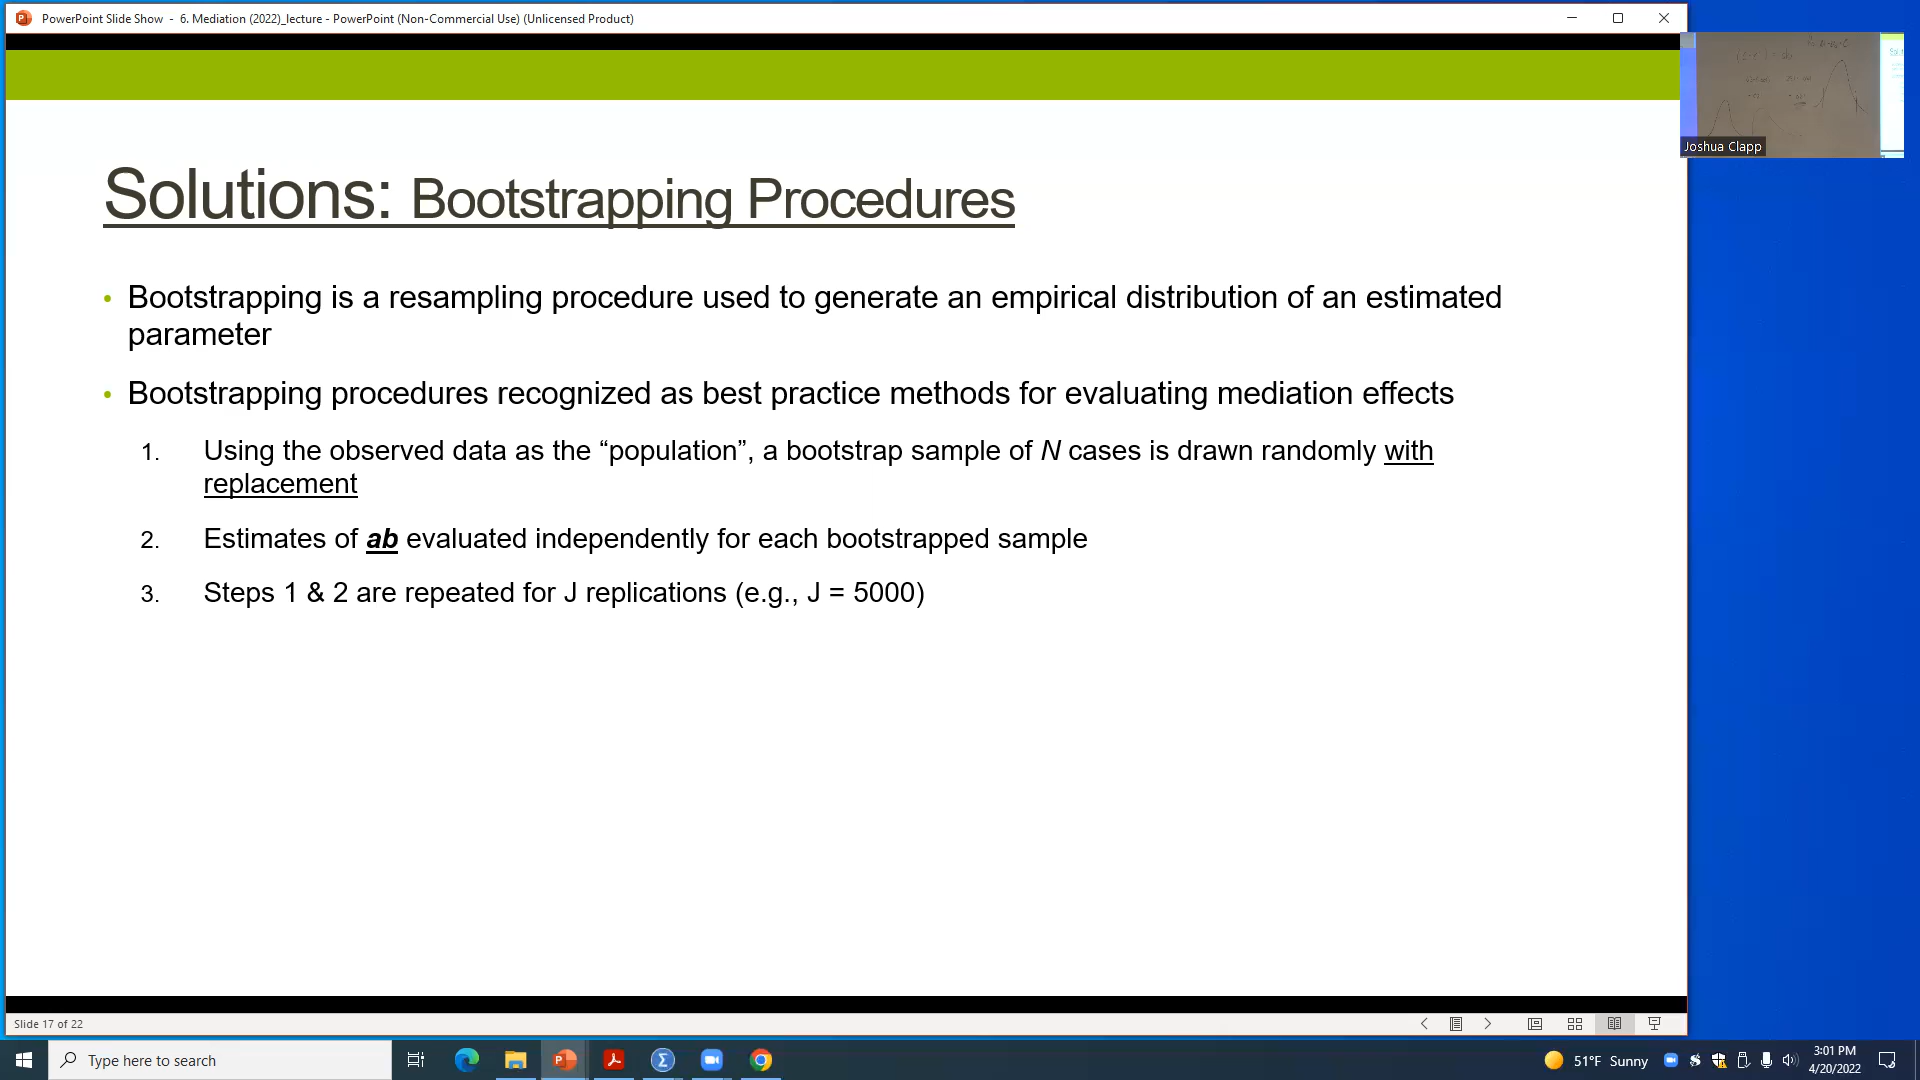 PowerPoint Slide Show - 6. Mediation (2022)_lecture - PowerPoint (Non-Commercial Use) (Unlicensed Product)
Joshua Clapp
Solutions: Bootstrapping Procedures
• Bootstrapping is a resampling procedure used to generate an empirical distribution of an estimated
parameter
• Bootstrapping procedures recognized as best practice methods for evaluating mediation effects
1. Using the observed data as the “population”, a bootstrap sample of N cases is drawn randomly with
replacement
2. Estimates of ab evaluated independently for each bootstrapped sample
3. Steps 1 & 2 are repeated for J replications (e.g., J = 5000)
Slide 17 of 22
Type here to search
51°F Sunny
3:01 PM
4/20/2022